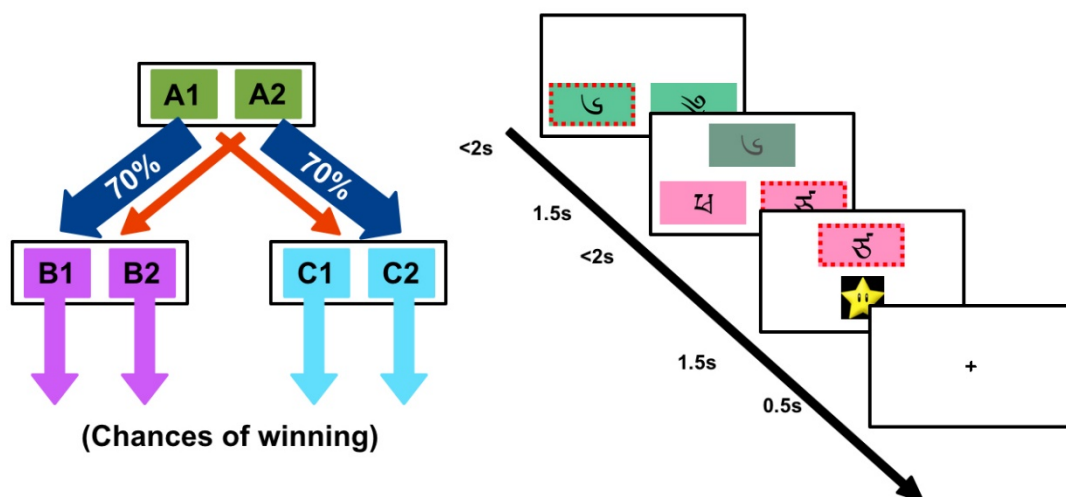 A1 A2
70% 70%
B1 B2 C1 C2
(Chances of winning)
<2s
1.5s
<2s
1.5s
0.5s
+